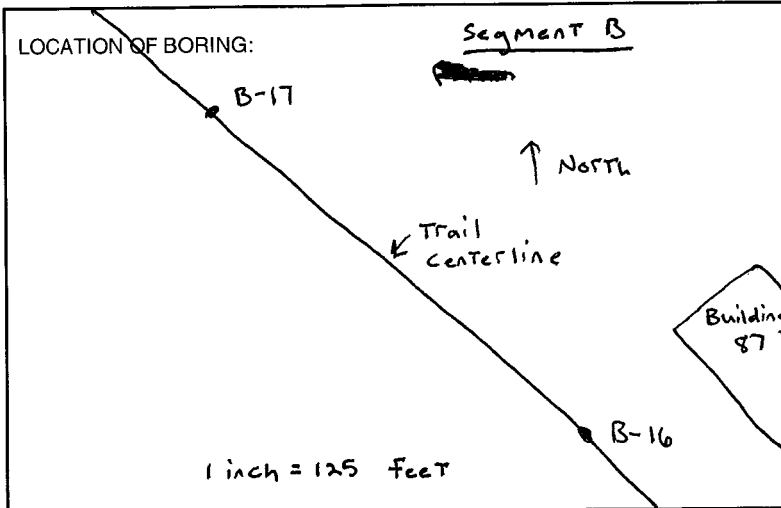 LOCATION OF BORING:
Segment B
B-17
North
Trail
Centerline
Building
87
B-16
1 inch = 125 feet